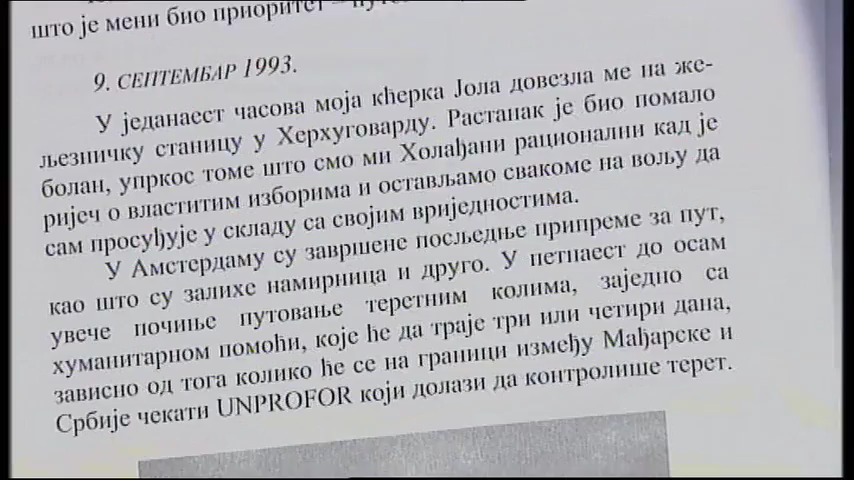 што је мени био приоритет –
9. СЕПТЕМБАР 1993.
У једанаест часова моја кћерка Јола довезла ме на же-
љезничку станицу у Херхуговарду. Растанак је био помало
болан, упркос томе што смо ми Холађани рационални кад је
ријеч о властитим изборима и остављамо свакоме на вољу да
сам просуђује у складу са својим вриједностима.
У Амстердаму су завршене посљедње припреме за пут,
као што су залихе намирница и друго. У петнаест до осам
увече почиње путовање теретним колима, заједно са
хуманитарном помоћи, које ће да траје три или четири дана,
зависно од тога колико ће се на граници између Мађарске и
Србије чекати UNPROFOR који долази да контролише терет.